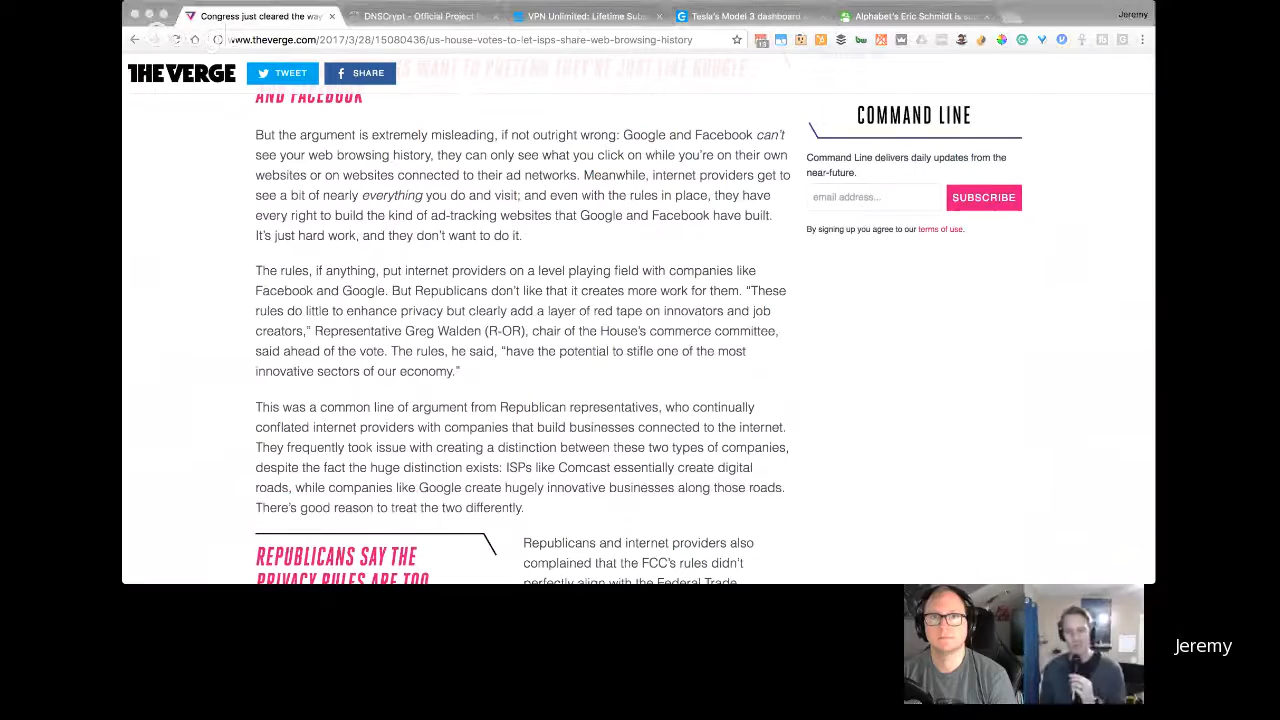 Congress just cleared the way
DNSCrypt - Official Project
VPN Unlimited: Lifetime Subs
Tesla's Model 3 dashboard
Alphabet's Eric Schmidt is
Jeremy
www.theverge.com/2017/3/28/15080436/us-house-votes-to-let-isps-share-web-browsing-history
THE VERGE
TWEET
SHARE
WANT TO PRETEND THEY'RE JUST LIKE GOOGLE
AND FACEBOOK
But the argument is extremely misleading, if not outright wrong: Google and Facebook can't
see your web browsing history, they can only see what you click on while you're on their own
websites or on websites connected to their ad networks. Meanwhile, internet providers get to
see a bit of nearly everything you do and visit; and even with the rules in place, they have
every right to build the kind of ad-tracking websites that Google and Facebook have built.
It's just hard work, and they don't want to do it.
The rules, if anything, put internet providers on a level playing field with companies like
Facebook and Google. But Republicans don't like that it creates more work for them. “These
rules do little to enhance privacy but clearly add a layer of red tape on innovators and job
creators,” Representative Greg Walden (R-OR), chair of the House's commerce committee,
said ahead of the vote. The rules, he said, “have the potential to stifle one of the most
innovative sectors of our economy.”
This was a common line of argument from Republican representatives, who continually
conflated internet providers with companies that build businesses connected to the internet.
They frequently took issue with creating a distinction between these two types of companies,
despite the fact the huge distinction exists: ISPs like Comcast essentially create digital
roads, while companies like Google create hugely innovative businesses along those roads.
There's good reason to treat the two differently.
REPUBLICANS SAY THE
PRIVACY RULES ARE TOO
Republicans and internet providers also
complained that the FCC's rules didn't
perfectly align with the Federal Trade
COMMAND LINE
Command Line delivers daily updates from the
near-future.
email address...
SUBSCRIBE
By signing up you agree to our terms of use.
Jeremy